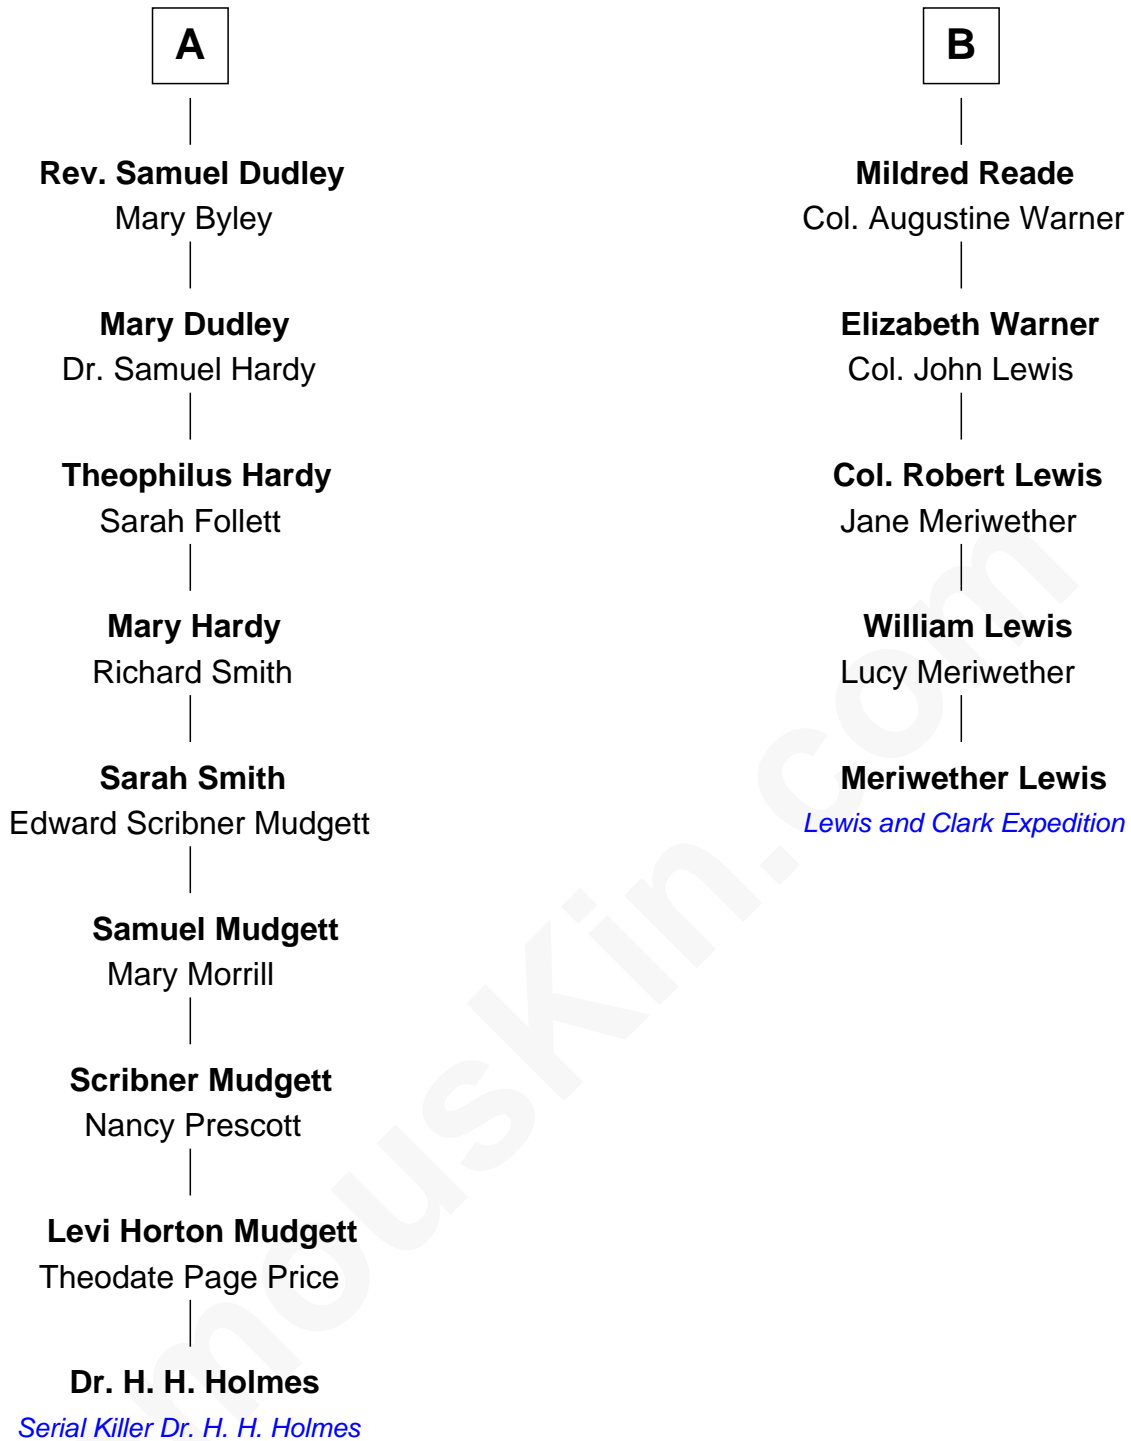 A
Rev. Samuel Dudley
Mary Byley
Mary Dudley
Dr. Samuel Hardy
Theophilus Hardy
Sarah Follett
Mary Hardy
Richard Smith
Sarah Smith
Edward Scribner Mudgett
Samuel Mudgett
Mary Morrill
Scribner Mudgett
Nancy Prescott
Levi Horton Mudgett
Theodate Page Price
Dr. H. H. Holmes
Serial Killer Dr. H. H. Holmes
B
Mildred Reade
Col. Augustine Warner
Elizabeth Warner
Col. John Lewis
Col. Robert Lewis
Jane Meriwether
William Lewis
Lucy Meriwether
Meriwether Lewis
Lewis and Clark Expedition
mousKin.com